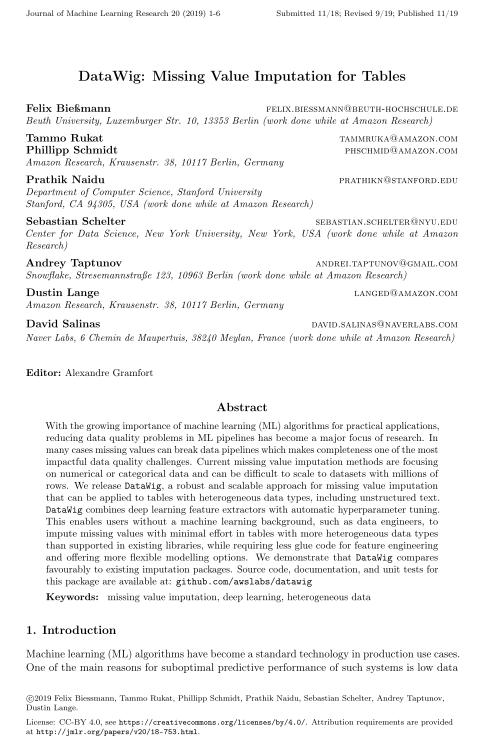 Journal of Machine Learning Research 20 (2019) 1-6 Submitted 11/18; Revised 9/19; Published 11/19
DataWig: Missing Value Imputation for Tables
Felix Bießmann FELIX.BIESSMANN@BEUTH-HOCHSCHULE.DE
Beuth University, Luxemburger Str. 10, 13353 Berlin (work done while at Amazon Research)
Tammo Rukat TAMMRUKA@AMAZON.COM
Phillipp Schmidt PHSCHMID@AMAZON.COM
Amazon Research, Krausenstr. 38, 10117 Berlin, Germany
Prathik Naidu PRATHIKN@STANFORD.EDU
Department of Computer Science, Stanford University
Stanford, CA 94305, USA (work done while at Amazon Research)
Sebastian Schelter SEBASTIAN.SCHELTER@NYU.EDU
Center for Data Science, New York University, New York, USA (work done while at Amazon
Research)
Andrey Taptunov ANDREI.TAPTUNOV@GMAIL.COM
Snowflake, Stresemannstraße 123, 10963 Berlin (work done while at Amazon Research)
Dustin Lange LANGED@AMAZON.COM
Amazon Research, Krausenstr. 38, 10117 Berlin, Germany
David Salinas DAVID.SALINAS@NAVERLABS.COM
Naver Labs, 6 Chemin de Maupertuis, 38240 Meylan, France (work done while at Amazon Research)
Editor: Alexandre Gramfort
Abstract
With the growing importance of machine learning (ML) algorithms for practical applications,
reducing data quality problems in ML pipelines has become a major focus of research. In
many cases missing values can break data pipelines which makes completeness one of the most
impactful data quality challenges. Current missing value imputation methods are focusing
on numerical or categorical data and can be difficult to scale to datasets with millions of
rows. We release DataWig, a robust and scalable approach for missing value imputation
that can be applied to tables with heterogeneous data types, including unstructured text.
DataWig combines deep learning feature extractors with automatic hyperparameter tuning.
This enables users without a machine learning background, such as data engineers, to
impute missing values with minimal effort in tables with more heterogeneous data types
than supported in existing libraries, while requiring less glue code for feature engineering
and offering more flexible modelling options. We demonstrate that DataWig compares
favourably to existing imputation packages. Source code, documentation, and unit tests for
this package are available at: github.com/awslabs/datawig
Keywords: missing value imputation, deep learning, heterogeneous data
1. Introduction
Machine learning (ML) algorithms have become a standard technology in production use cases.
One of the main reasons for suboptimal predictive performance of such systems is low data
©2019 Felix Biessmann, Tammo Rukat, Phillipp Schmidt, Prathik Naidu, Sebastian Schelter, Andrey Taptunov,
Dustin Lange.
License: CC-BY 4.0, see https://creativecommons.org/licenses/by/4.0/. Attribution requirements are provided
at http://jmlr.org/papers/v20/18-753.html.